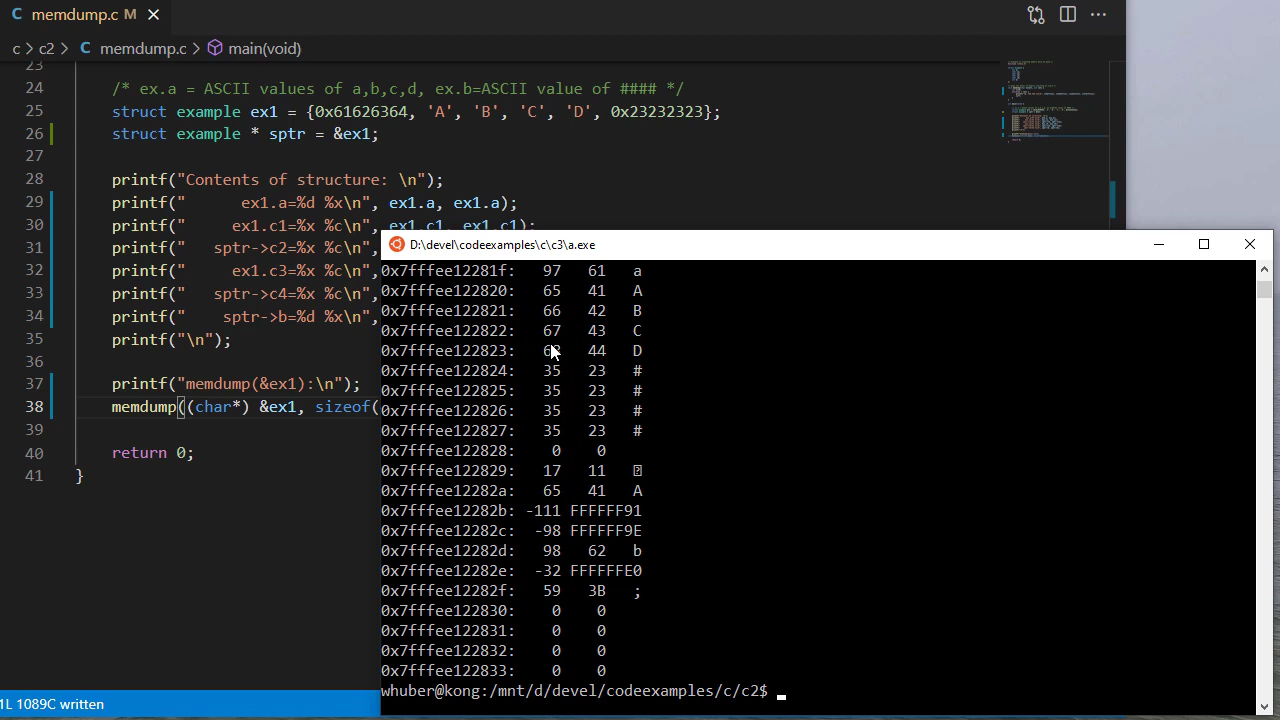 memdump.c M
c > c2 > C memdump.c > main(void)
23
24 /* ex.a = ASCII values of a,b,c,d, ex.b=ASCII value of #### */
25 struct example ex1 = {0x61626364, 'A', 'B', 'C', 'D', 0x23232323};
26 struct example * sptr = &ex1;
27
28 printf("Contents of structure: \n");
29 printf("      ex1.a=%d %x\n", ex1.a, ex1.a);
30 printf("     ex1.c1=%x %c\n", ex1.c1, ex1.c1);
31 printf("   sptr->c2=%x %c\n",
32 printf("     ex1.c3=%x %c\n",
33 printf("   sptr->c4=%x %c\n",
34 printf("    sptr->b=%d %x\n",
35 printf("\n");
36
37 printf("memdump(&ex1):\n");
38 memdump((char*) &ex1, sizeof(
39
40 return 0;
41 }
1L 1089C written
D:\devel\codeexamples\c\c3\a.exe
0x7fffee12281f: 97 61 a
0x7fffee122820: 65 41 A
0x7fffee122821: 66 42 B
0x7fffee122822: 67 43 C
0x7fffee122823: 68 44 D
0x7fffee122824: 35 23 #
0x7fffee122825: 35 23 #
0x7fffee122826: 35 23 #
0x7fffee122827: 35 23 #
0x7fffee122828: 0 0
0x7fffee122829: 17 11
0x7fffee12282a: 65 41 A
0x7fffee12282b: -111 FFFFFF91
0x7fffee12282c: -98 FFFFFF9E
0x7fffee12282d: 98 62 b
0x7fffee12282e: -32 FFFFFFE0
0x7fffee12282f: 59 3B ;
0x7fffee122830: 0 0
0x7fffee122831: 0 0
0x7fffee122832: 0 0
0x7fffee122833: 0 0
whuber@kong:/mnt/d/devel/codeexamples/c/c2$